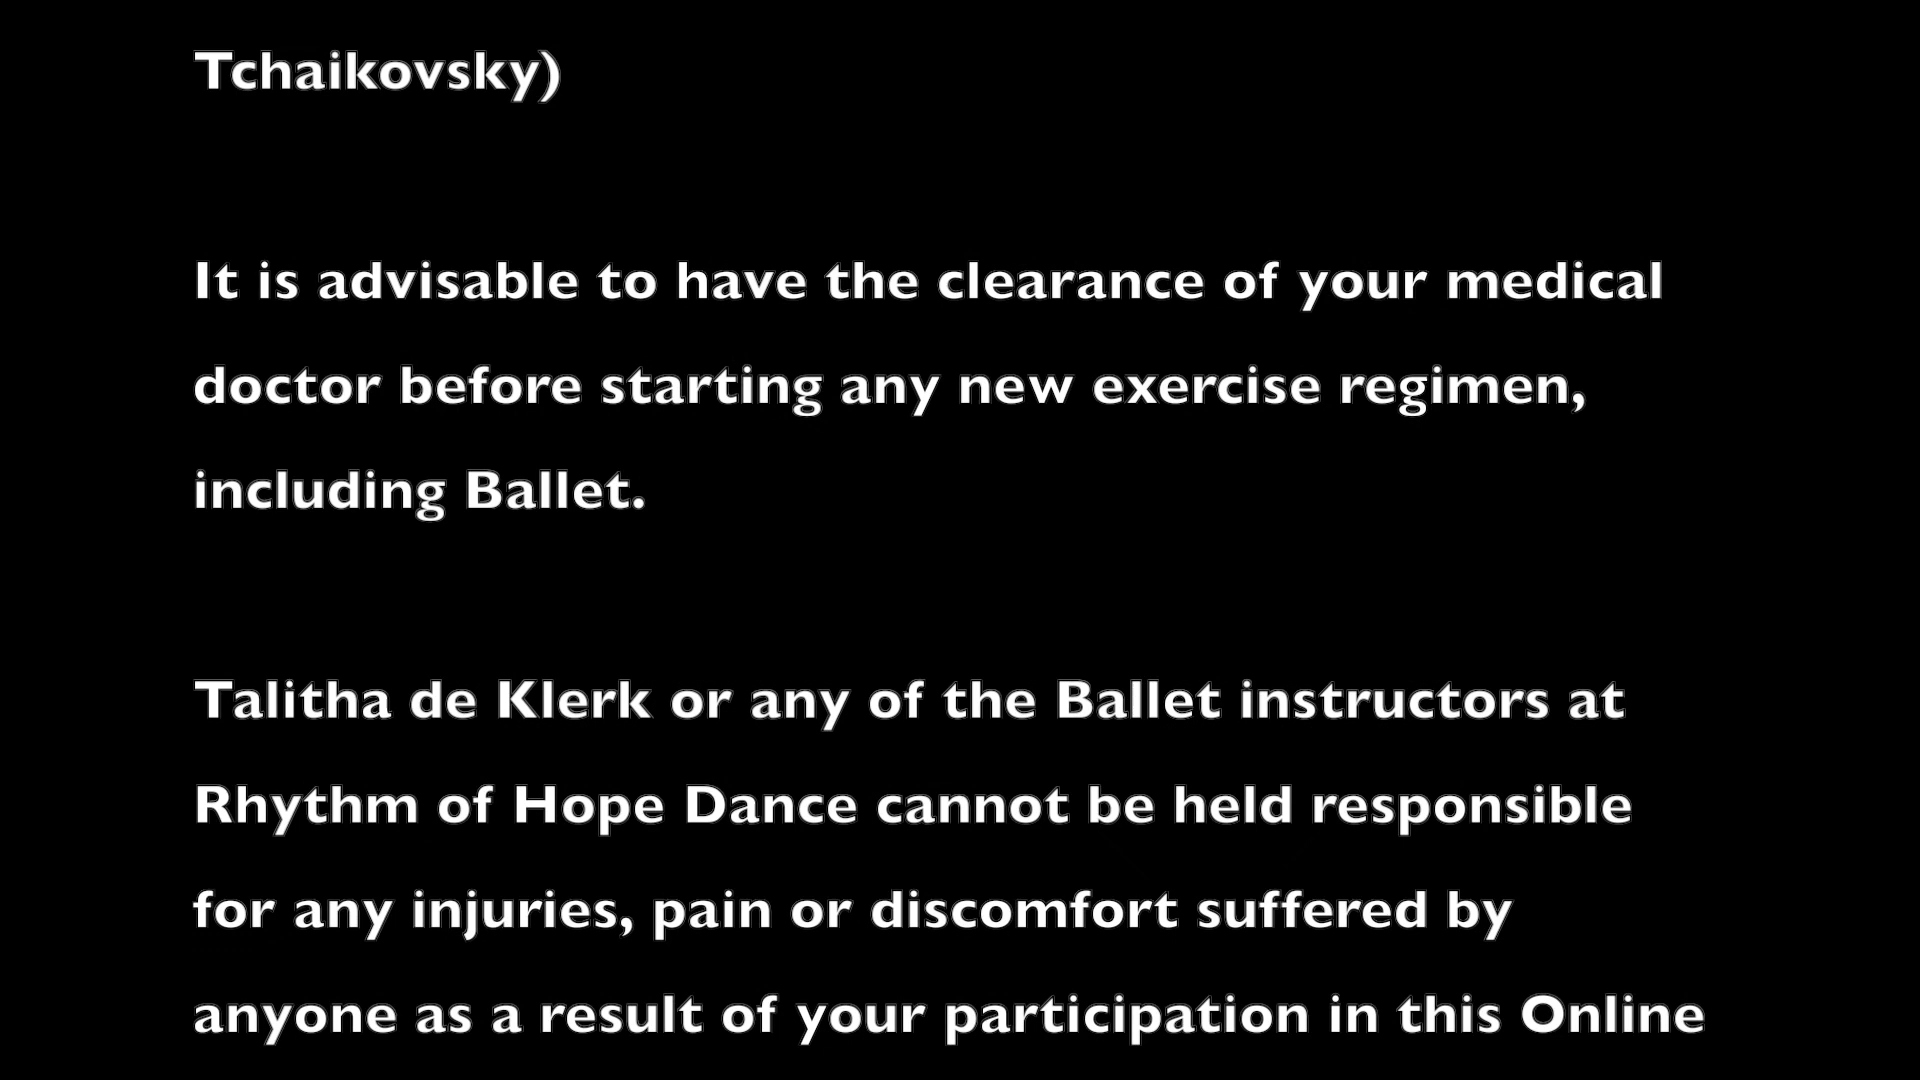 Tchaikovsky)
It is advisable to have the clearance of your medical
doctor before starting any new exercise regimen,
including Ballet.
Talitha de Klerk or any of the Ballet instructors at
Rhythm of Hope Dance cannot be held responsible
for any injuries, pain or discomfort suffered by
anyone as a result of your participation in this Online